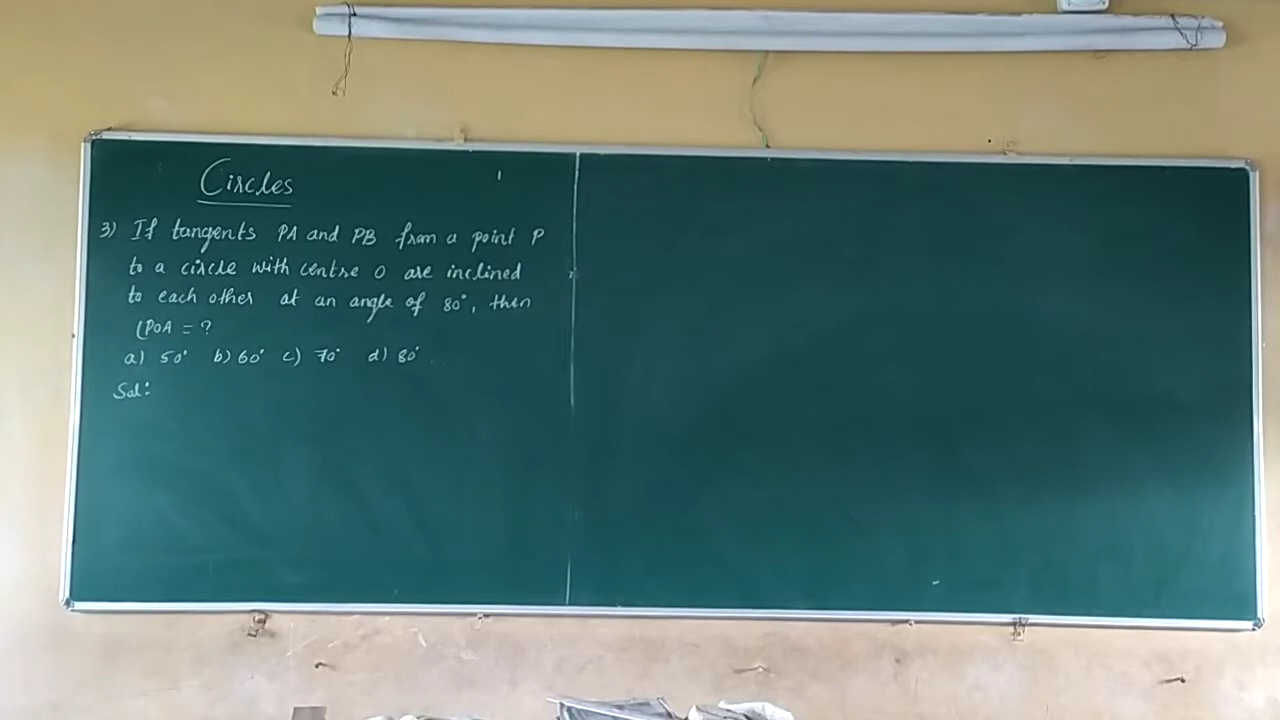 Circles
3) If tangents PA and PB from a point P
to a circle with centre O are inclined
to each other at an angle of 80°, then
∠POA = ?
a) 50° b) 60° c) 70° d) 80°
Sol: